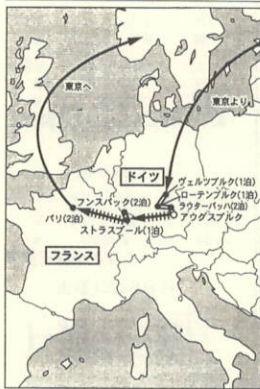 東京へ
東京より
ドイツ
ヴェルツブルク(1泊)
ローテンブルク(1泊)
ラウターバッハ(2泊)
アウグスブルク
フンスバック(2泊)
パリ(2泊)
ストラスブール(1泊)
フランス